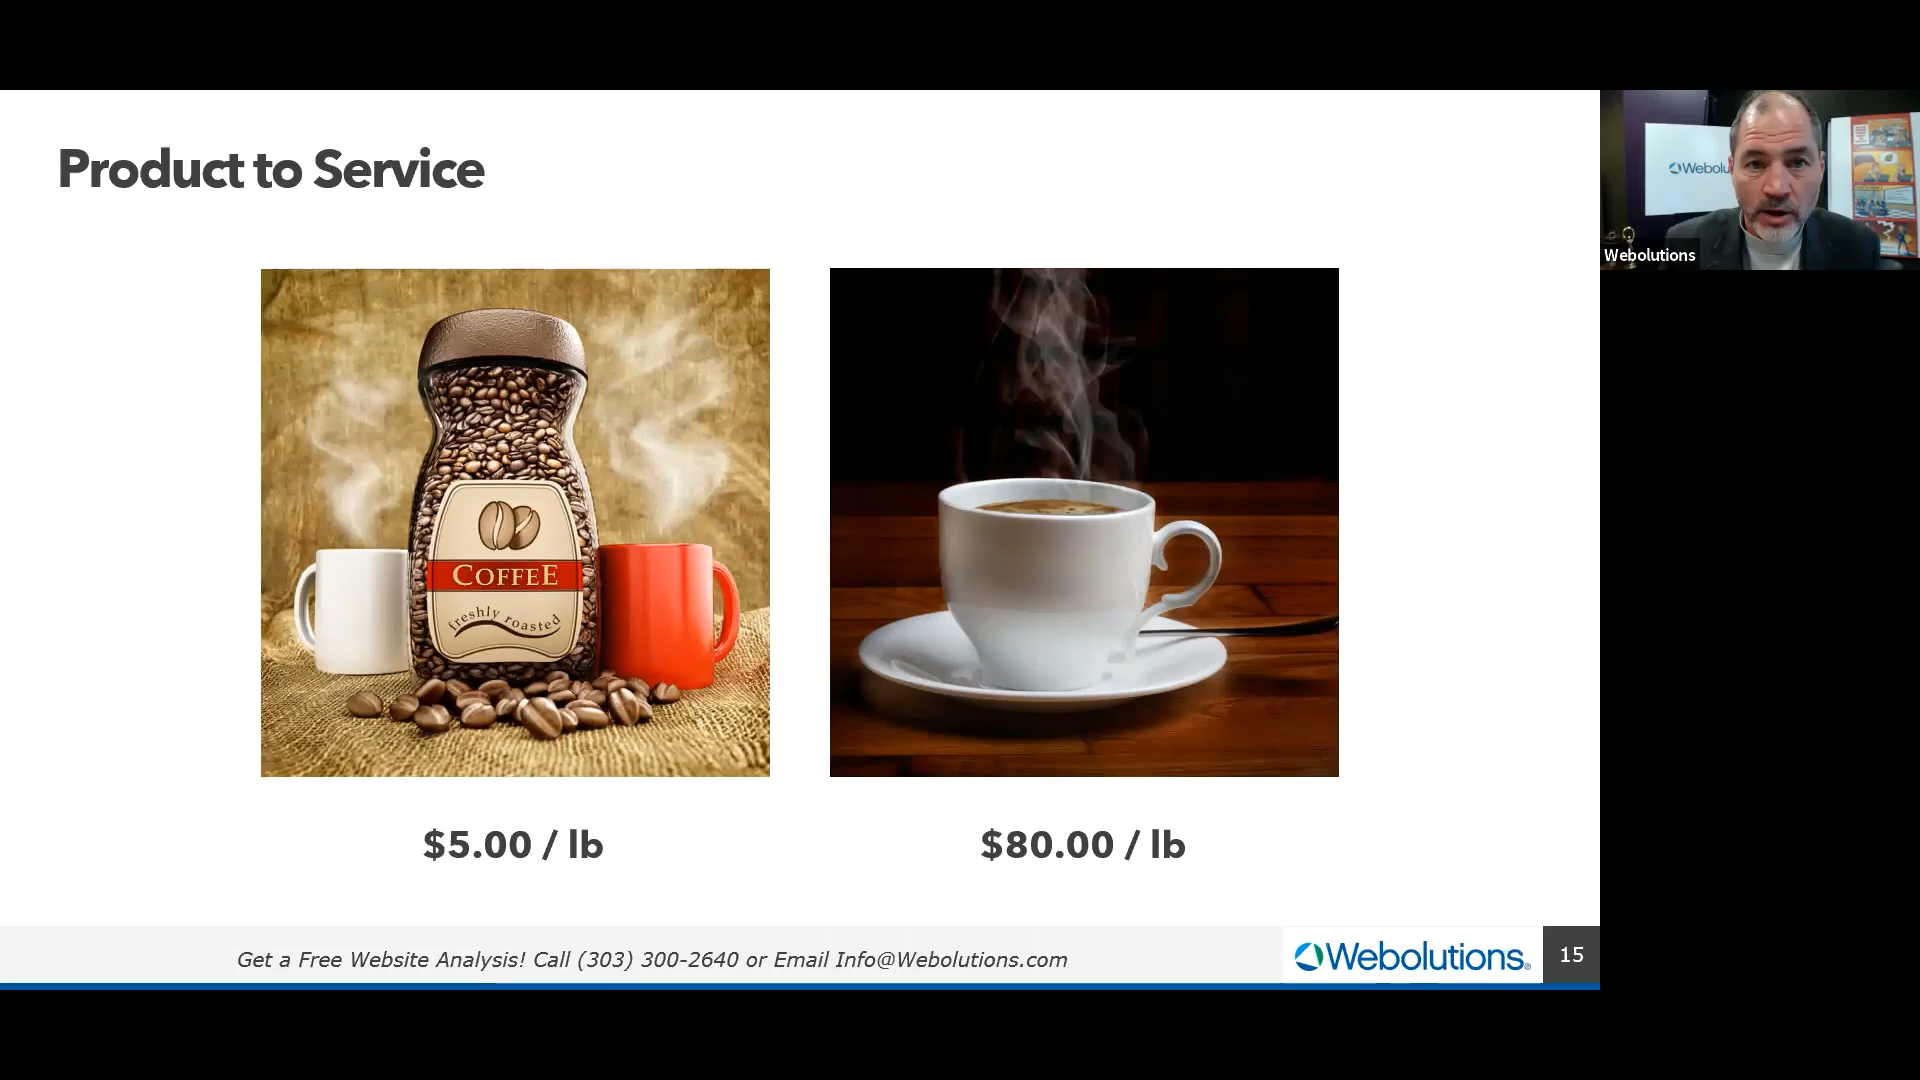 Product to Service
Webolu
Webolutions
COFFEE
freshly roasted
$5.00 / lb
$80.00 / lb
Get a Free Website Analysis! Call (303) 300-2640 or Email Info@Webolutions.com
Webolutions®
15